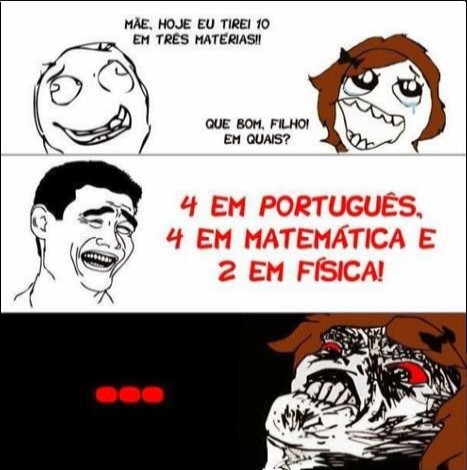 MÃE, HOJE EU TIREI 10
EM TRÊS MATÉRIAS!!
QUE BOM, FILHO!
EM QUAIS?
4 EM PORTUGUÊS,
4 EM MATEMÁTICA E
2 EM FÍSICA!
...